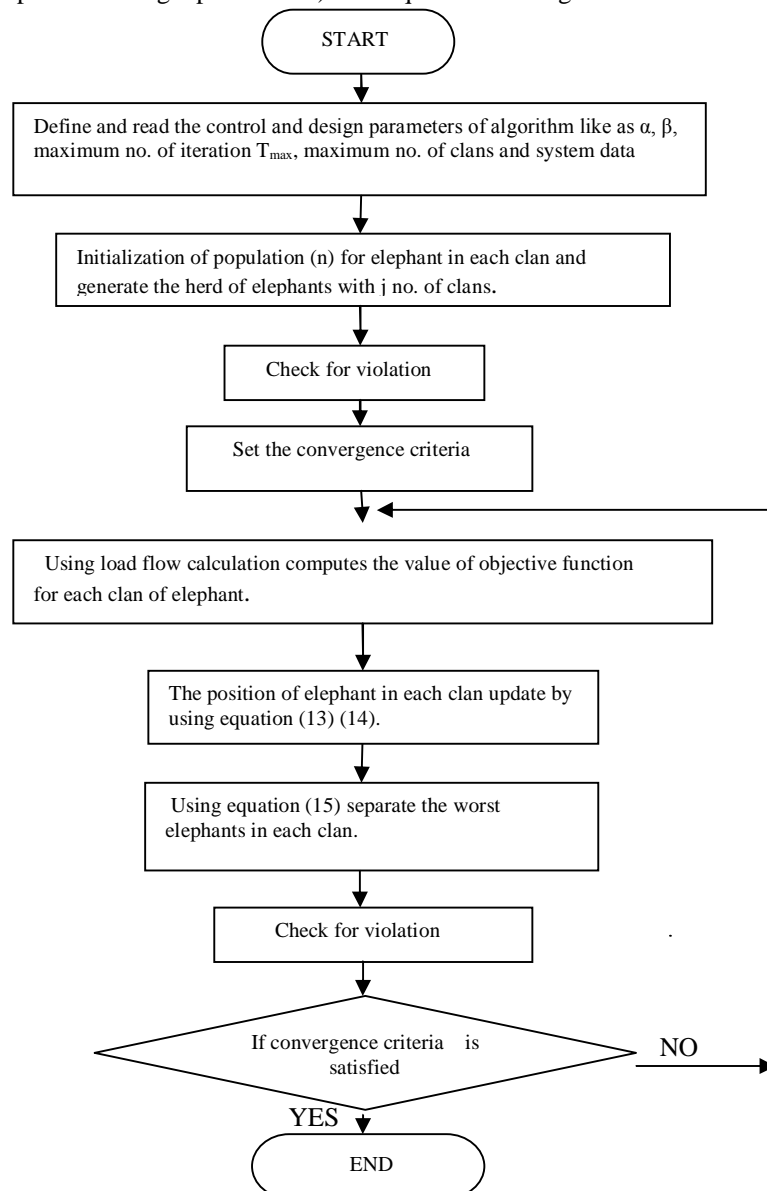 START
Define and read the control and design parameters of algorithm like as α, β,
maximum no. of iteration Tmax, maximum no. of clans and system data
Initialization of population (n) for elephant in each clan and
generate the herd of elephants with j no. of clans.
Check for violation
Set the convergence criteria
Using load flow calculation computes the value of objective function
for each clan of elephant.
The position of elephant in each clan update by
using equation (13) (14).
Using equation (15) separate the worst
elephants in each clan.
Check for violation
.
If convergence criteria is
satisfied
NO
YES
END